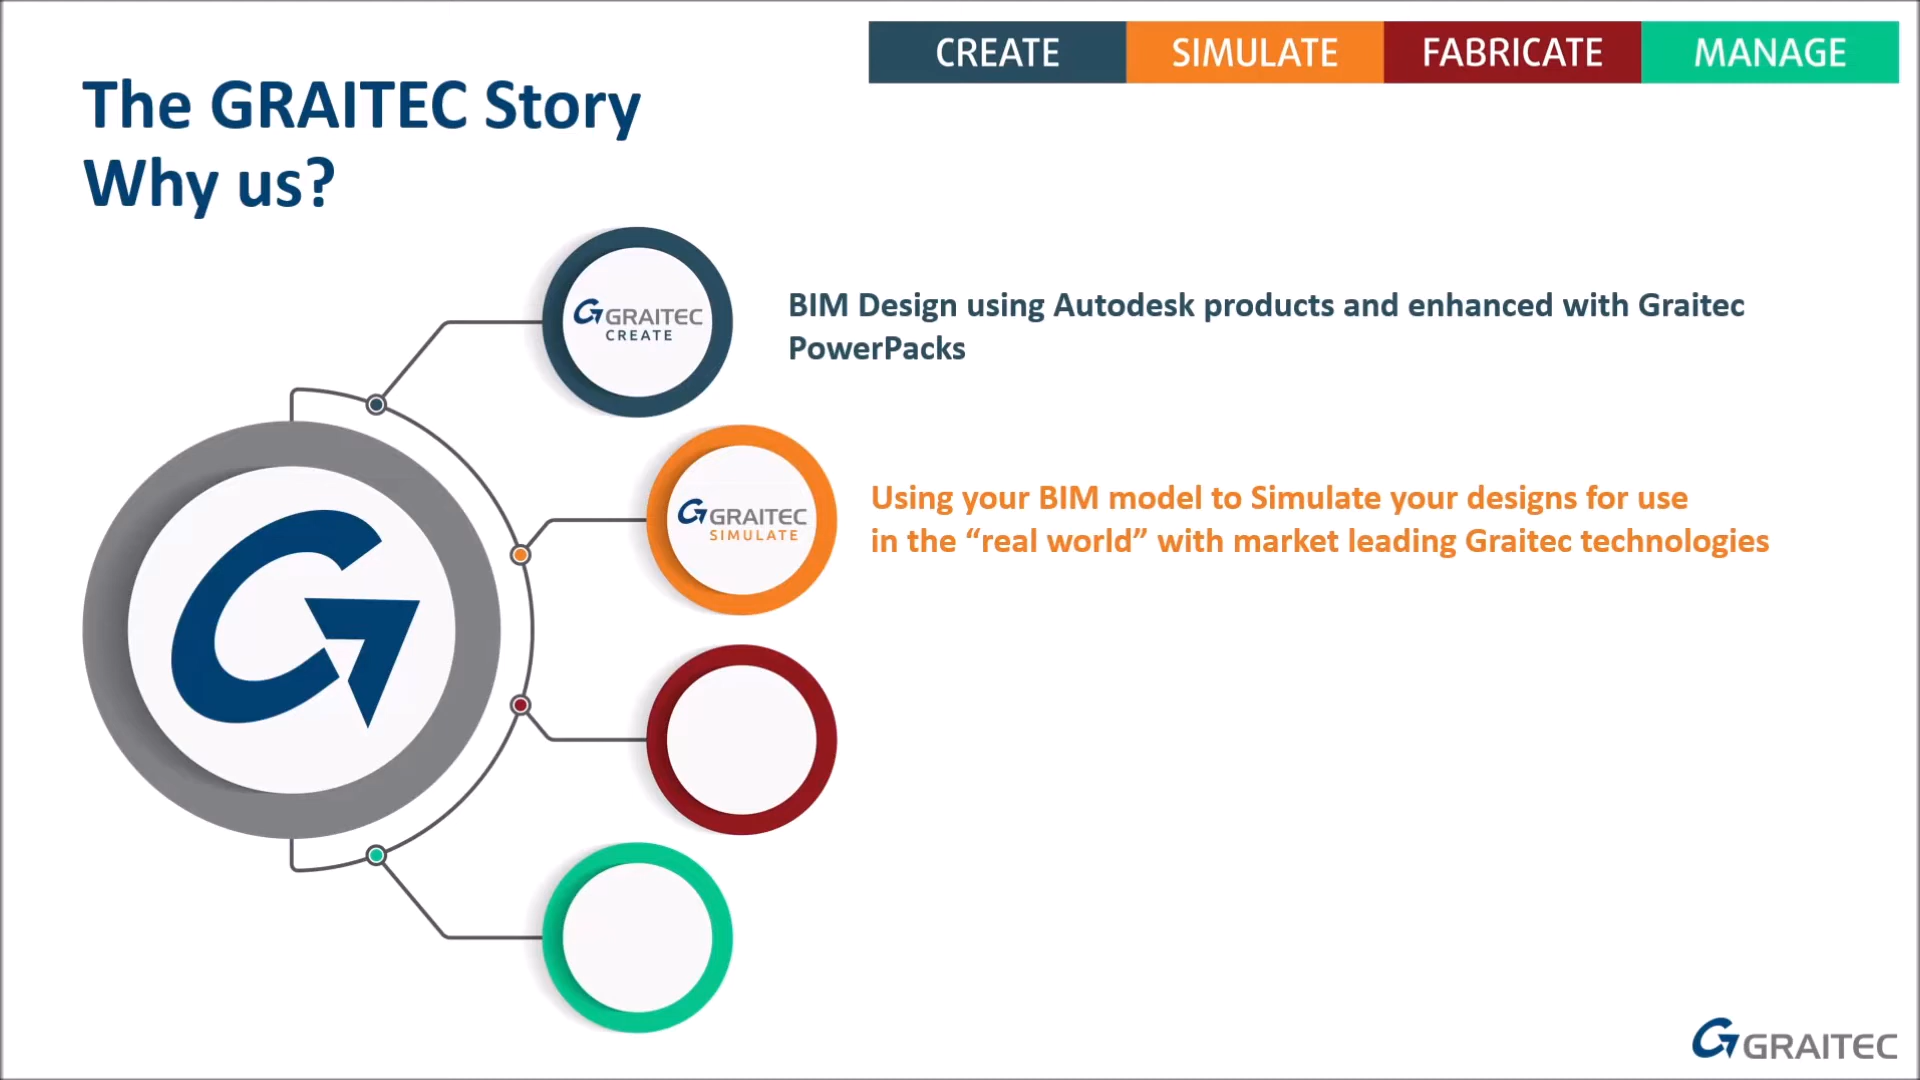 CREATE SIMULATE FABRICATE MANAGE
The GRAITEC Story
Why us?
GRAITEC
CREATE
BIM Design using Autodesk products and enhanced with Graitec
PowerPacks
GRAITEC
SIMULATE
Using your BIM model to Simulate your designs for use
in the “real world” with market leading Graitec technologies
GRAITEC